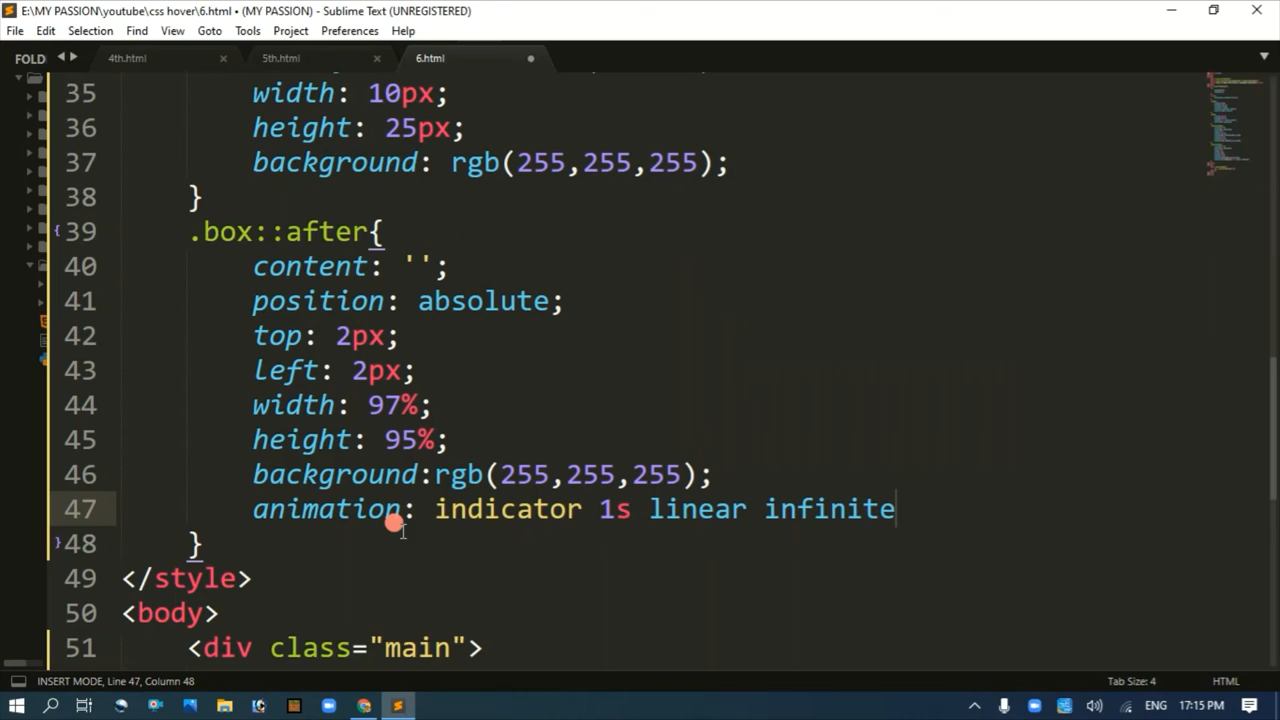 E:\MY PASSION\youtube\css hover\6.html • (MY PASSION) - Sublime Text (UNREGISTERED)
File Edit Selection Find View Goto Tools Project Preferences Help
FOLD 4th.html 5th.html 6.html
35 width: 10px;
36 height: 25px;
37 background: rgb(255,255,255);
38 }
39 .box::after{
40 content: '';
41 position: absolute;
42 top: 2px;
43 left: 2px;
44 width: 97%;
45 height: 95%;
46 background:rgb(255,255,255);
47 animation: indicator 1s linear infinite
48 }
49 </style>
50 <body>
51 <div class="main">
INSERT MODE, Line 47, Column 48 Tab Size: 4 HTML
ENG 17:15 PM